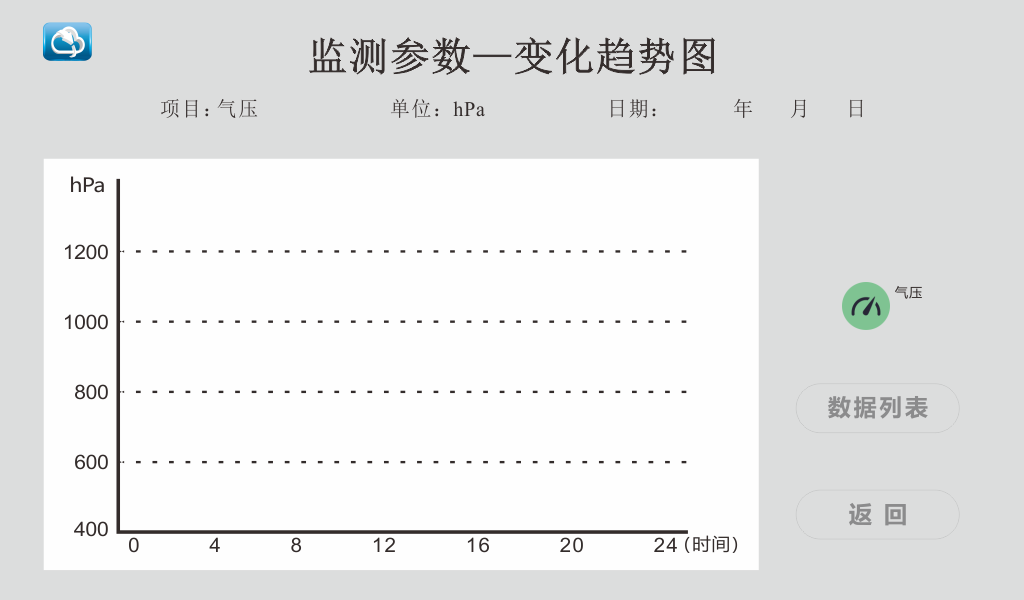 监测参数—变化趋势图
项目：气压 单位：hPa 日期： 年 月 日
hPa
1200
气压
1000
800
数据列表
600
返回
400
0 4 8 12 16 20 24（时间）